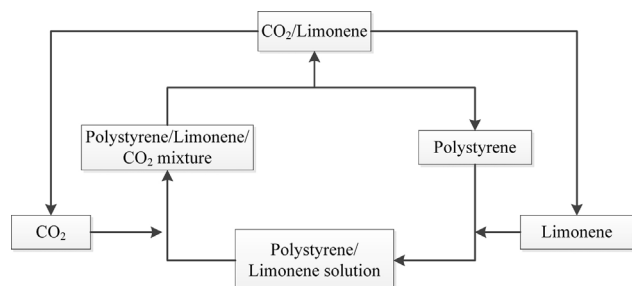 CO₂/Limonene
Polystyrene/Limonene/
CO₂ mixture
Polystyrene
CO₂
Limonene
Polystyrene/
Limonene solution